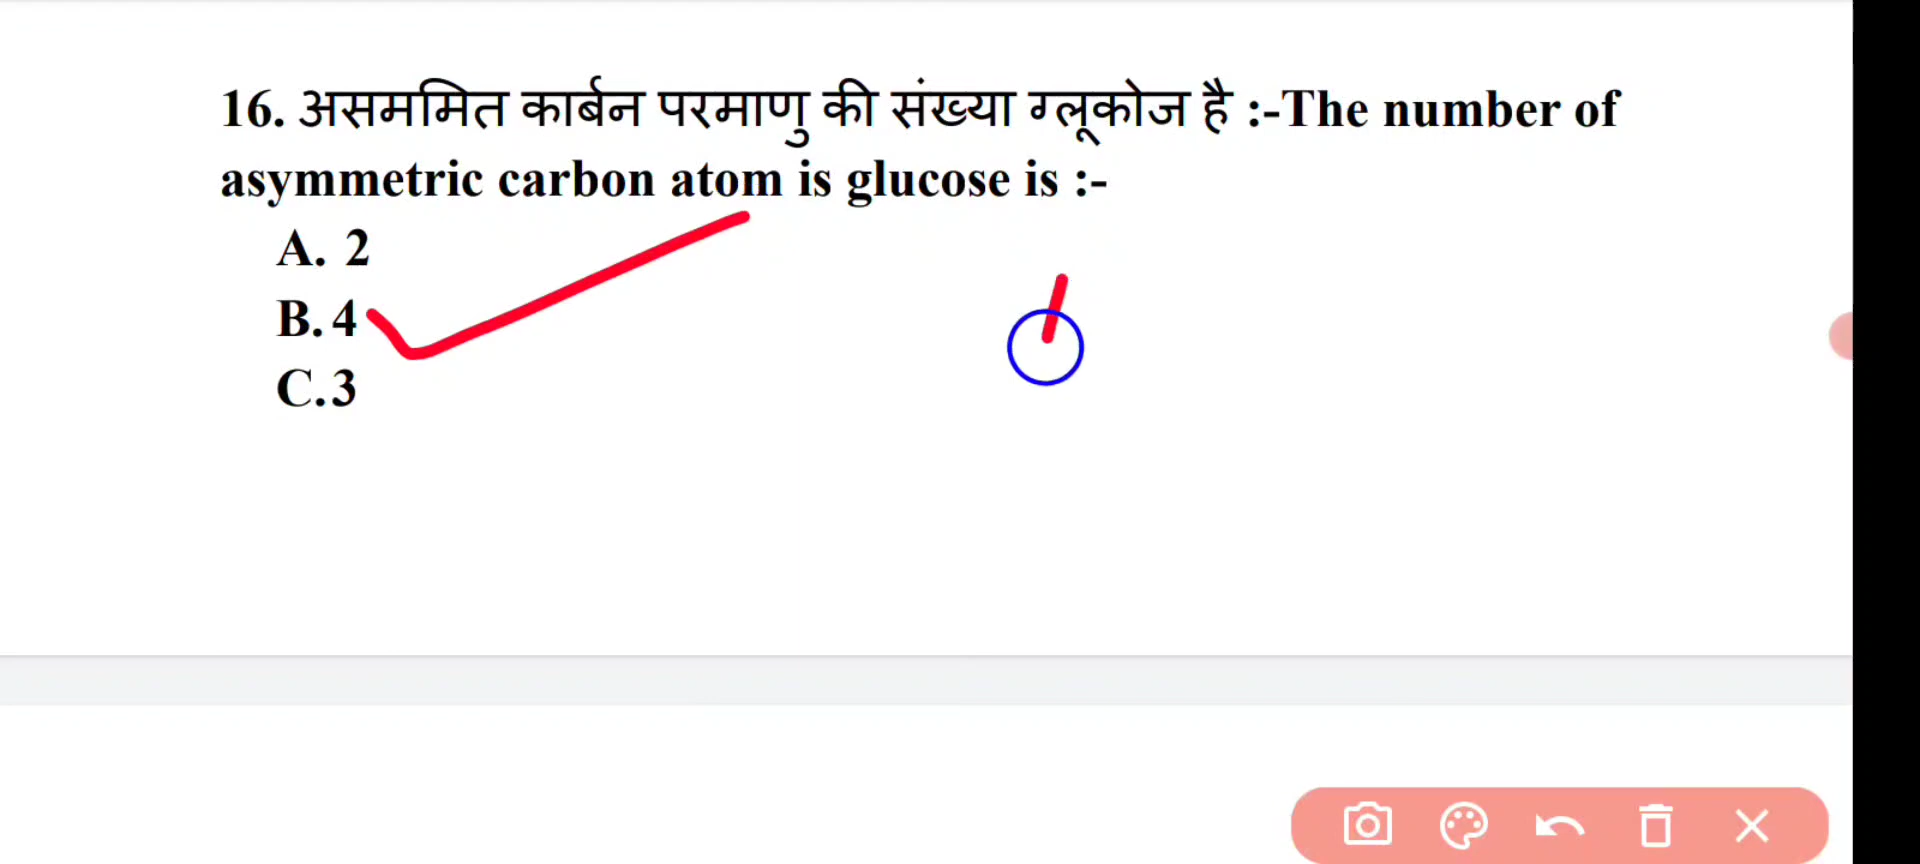 16. असममित कार्बन परमाणु की संख्या ग्लूकोज है :-The number of
asymmetric carbon atom is glucose is :-
A. 2
B. 4
C.3